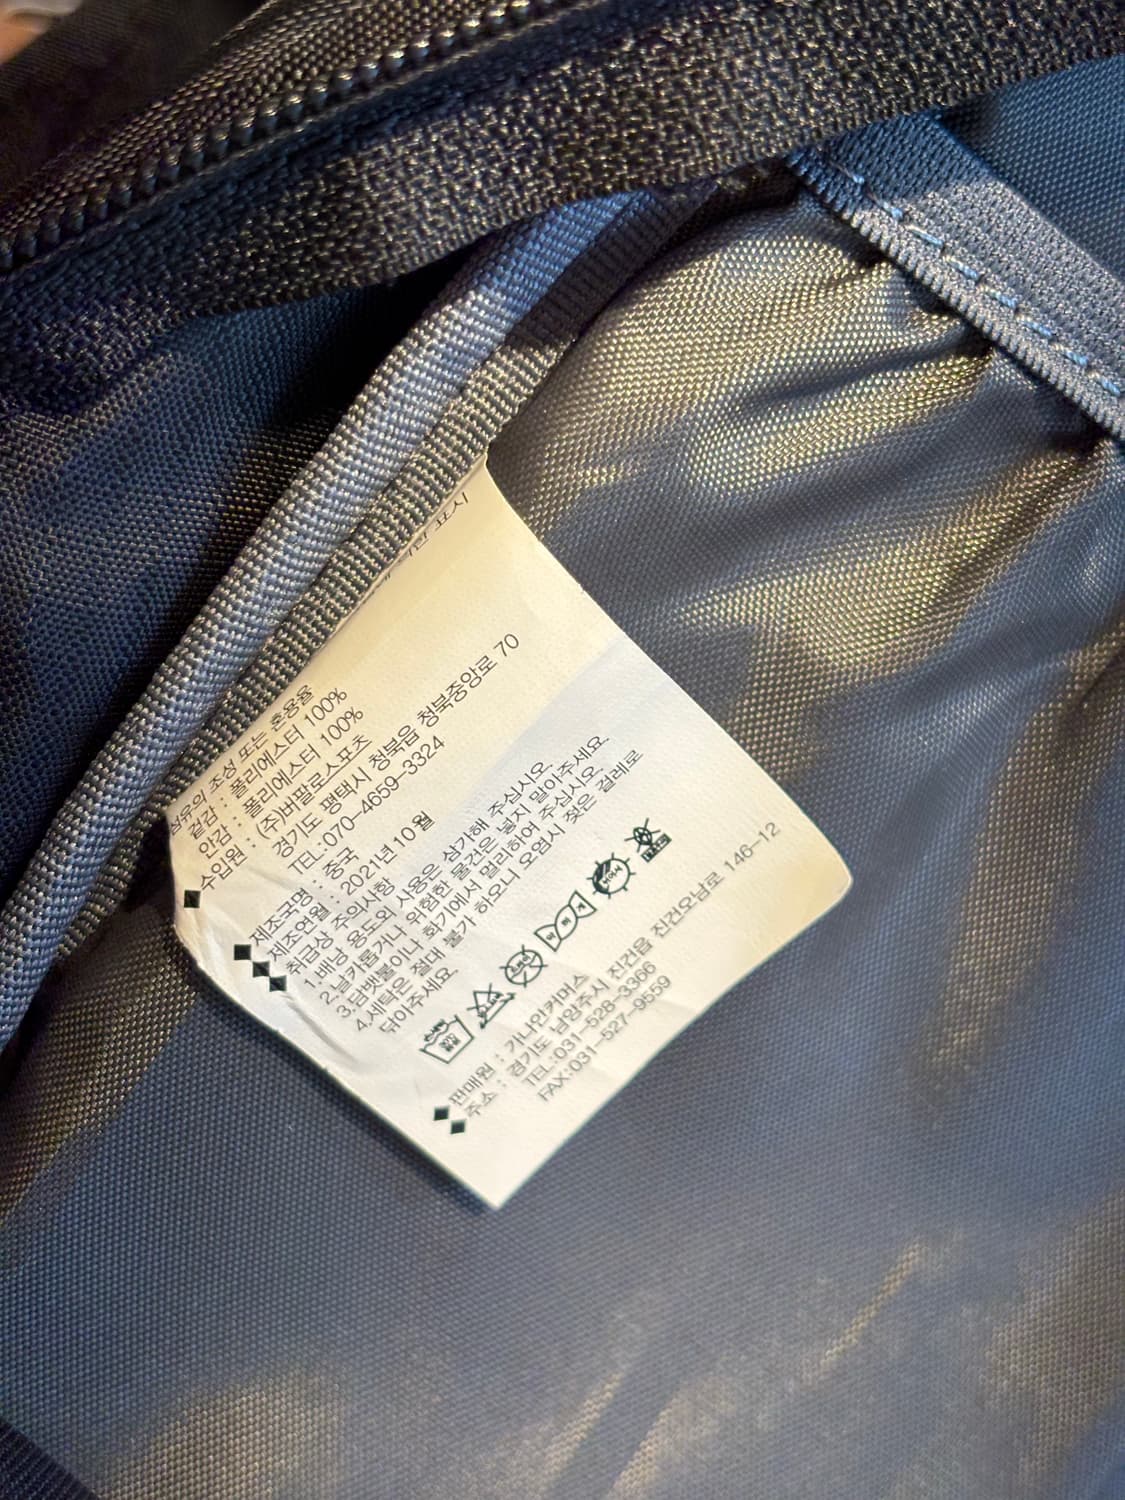 표시
섬유의 조성 또는 혼용율
겉감 : 폴리에스터 100%
안감 : 폴리에스터 100%
◆수입원 : (주)버팔로스포츠
경기도 평택시 청북읍 청북중앙로 70
TEL:070-4659-3324
◆제조국명 : 중국
◆제조연월 : 2021년 10월
◆취급상 주의사항
1.배낭 용도외 사용은 삼가해 주십시오.
2.날카롭거나 위험한 물건은 넣지 말아주세요.
3.담뱃불이나 화기에서 멀리하여 주십시오.
4.세탁은 절대 불가 하오니 오염시 젖은 걸레로
닦아주세요.
◆판매원 : 가나안커머스
◆주소 : 경기도 남양주시 진건읍 진건오남로 146-12
TEL:031-528-3366
FAX:031-527-9559